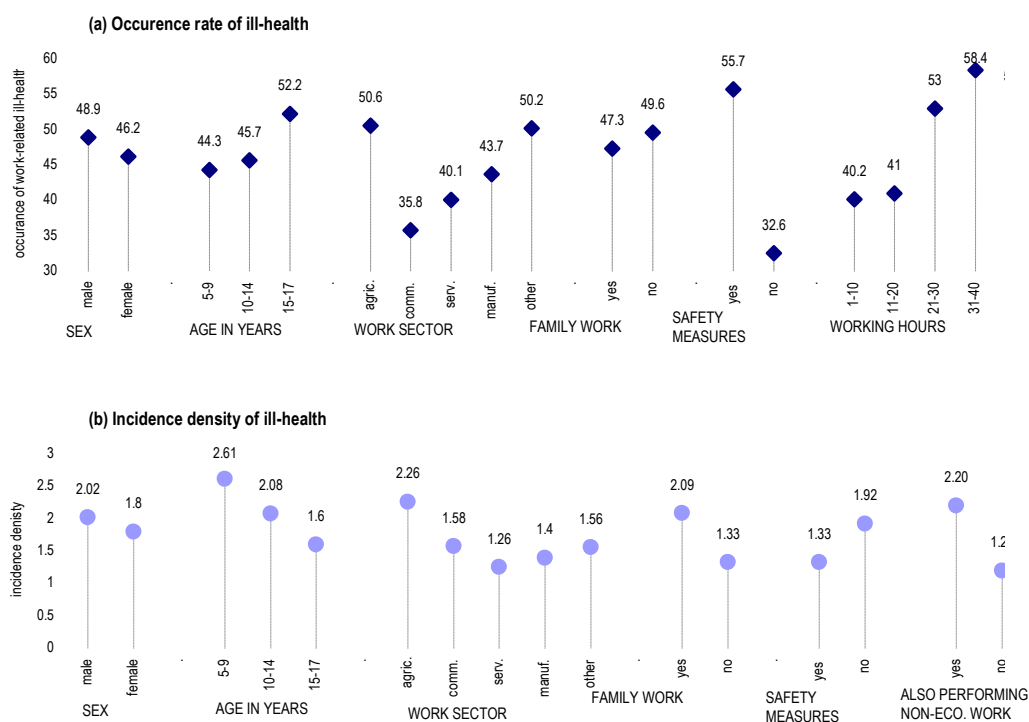 (a) Occurence rate of ill-health
occurance of work-related ill-health
60
55
50
45
40
35
30
48.9
46.2
44.3
45.7
52.2
50.6
35.8
40.1
43.7
50.2
47.3
49.6
55.7
32.6
40.2
41
53
58.4
male
female
5-9
10-14
15-17
agric.
comm.
serv.
manuf.
other
yes
no
yes
no
1-10
11-20
21-30
31-40
SEX
AGE IN YEARS
WORK SECTOR
FAMILY WORK
SAFETY
MEASURES
WORKING HOURS
(b) Incidence density of ill-health
incidence denisty
3
2.5
2
1.5
1
0.5
0
2.02
1.8
2.61
2.08
1.6
2.26
1.58
1.26
1.4
1.56
2.09
1.33
1.33
1.92
2.20
1.2
male
female
5-9
10-14
15-17
agric.
comm.
serv.
manuf.
other
yes
no
yes
no
yes
no
SEX
AGE IN YEARS
WORK SECTOR
FAMILY WORK
SAFETY
MEASURES
ALSO PERFORMING
NON-ECO. WORK